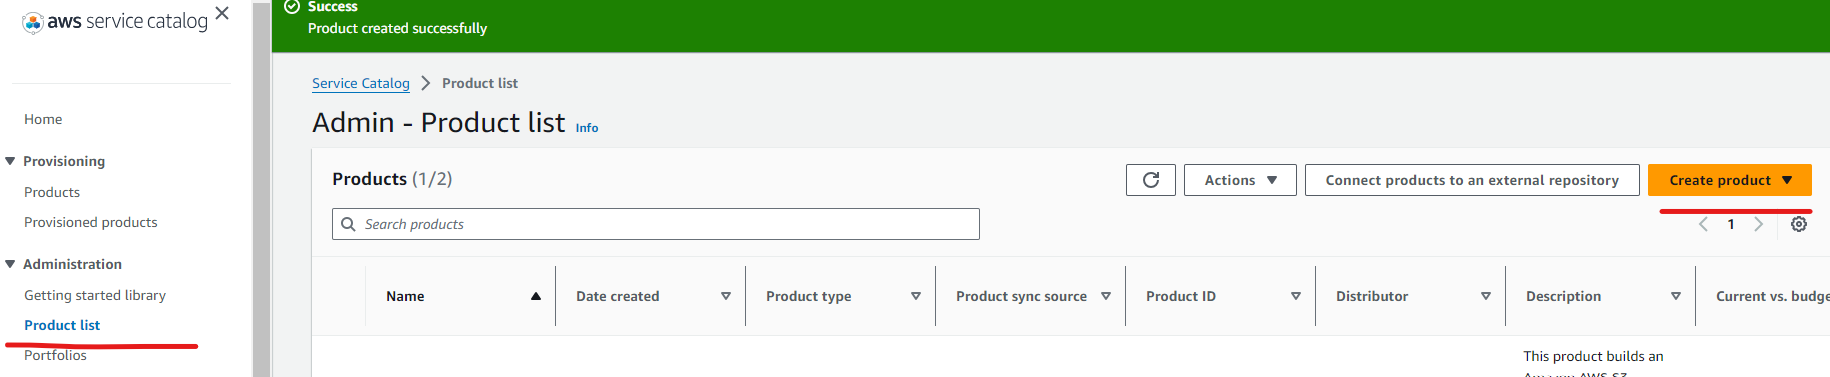 aws service catalog
Home
Provisioning
Products
Provisioned products
Administration
Getting started library
Product list
Portfolios
Success
Product created successfully
Service Catalog > Product list
Admin - Product list Info
Products (1/2)
Actions
Connect products to an external repository
Create product
Search products
1
Name
Date created
Product type
Product sync source
Product ID
Distributor
Description
Current vs. budge
This product builds an
Amazon AWS S3